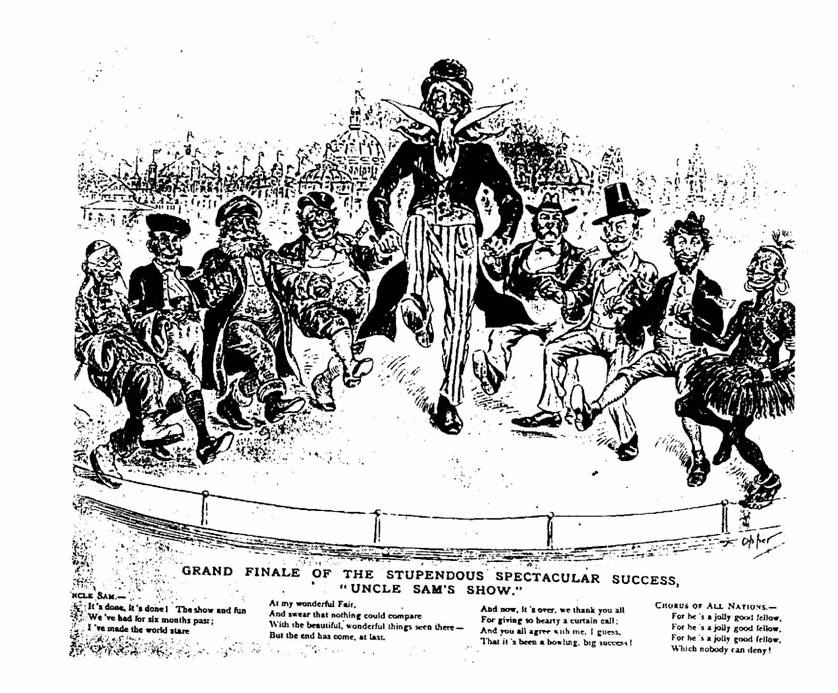 Opper
GRAND FINALE OF THE STUPENDOUS SPECTACULAR SUCCESS,
"UNCLE SAM'S SHOW."
NCLE SAM.—
It's done, it's done! The show and fun
We've had for six months past;
I've made the world stare
At my wonderful Fair,
And swear that nothing could compare
With the beautiful, wonderful things seen there—
But the end has come, at last.
And now, it's over, we thank you all
For giving so hearty a curtain call;
And you all agree with me, I guess,
That it's been a howling, big success!
CHORUS OF ALL NATIONS.—
For he's a jolly good fellow,
For he's a jolly good fellow,
For he's a jolly good fellow,
Which nobody can deny!